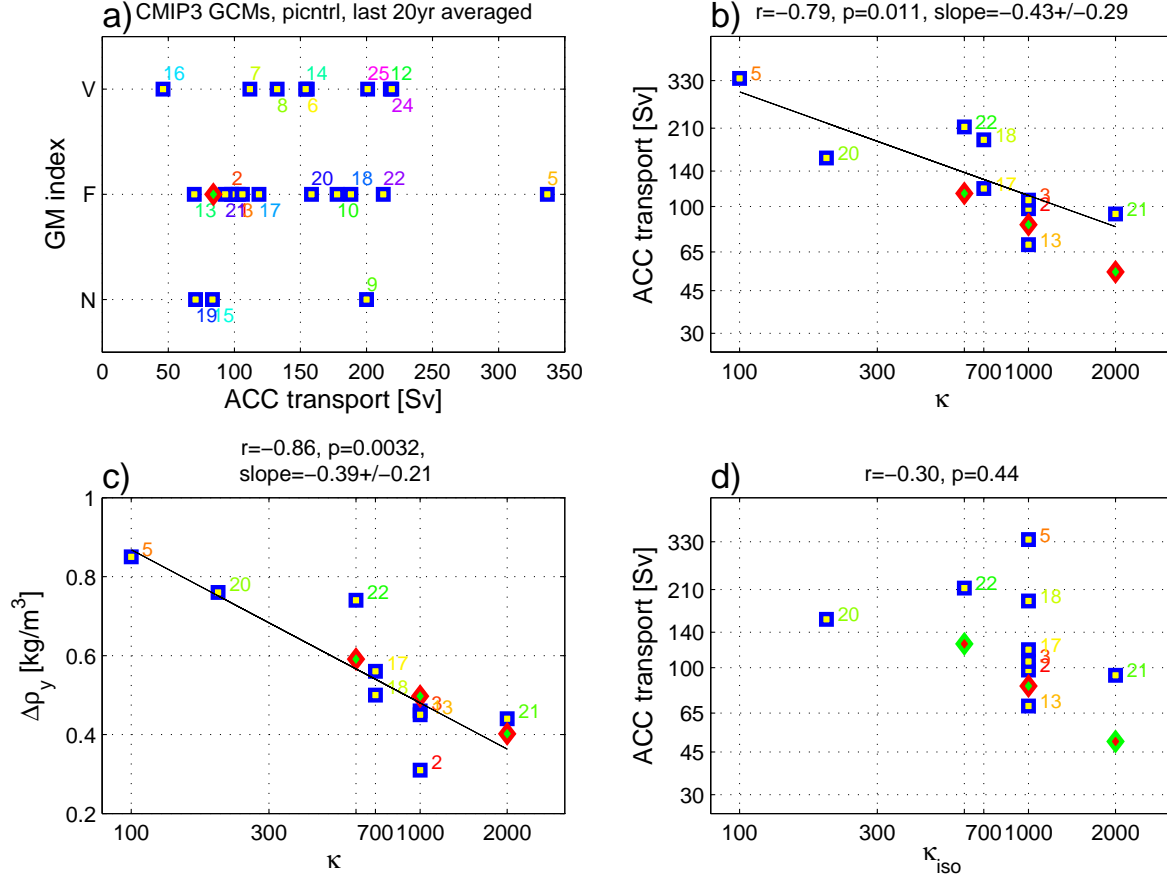 a) CMIP3 GCMs, picntrl, last 20yr averaged
GM index
V
F
N
16 7 14 25 12
8 6 24
2 20 18 22 5
13 21 3 17 10
9
19 15
0 50 100 150 200 250 300 350
ACC transport [Sv]
b) r=−0.79, p=0.011, slope=−0.43+/−0.29
ACC transport [Sv]
330
210
140
100
65
45
30
5
22
18
20
17
3
2
21
13
100 300 700 1000 2000
κ
c) r=−0.86, p=0.0032,
slope=−0.39+/−0.21
Δρy [kg/m3]
1
0.8
0.6
0.4
0.2
5
20
22
17
18
3
13
21
2
100 300 700 1000 2000
κ
d) r=−0.30, p=0.44
ACC transport [Sv]
330
210
140
100
65
45
30
5
22
18
20
17
3
2
21
13
100 300 700 1000 2000
κiso